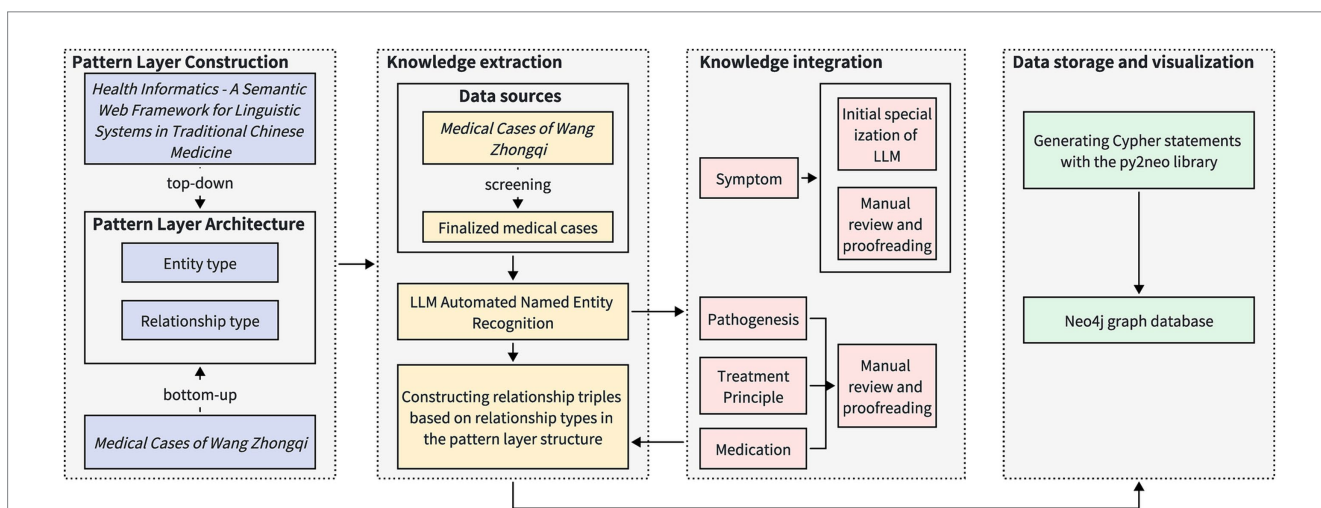 Pattern Layer Construction
Health Informatics - A Semantic
Web Framework for Linguistic
Systems in Traditional Chinese
Medicine
top-down
Pattern Layer Architecture
Entity type
Relationship type
bottom-up
Medical Cases of Wang Zhongqi
Knowledge extraction
Data sources
Medical Cases of Wang
Zhongqi
screening
Finalized medical cases
LLM Automated Named Entity
Recognition
Constructing relationship triples
based on relationship types in
the pattern layer structure
Knowledge integration
Symptom
Initial special
ization of
LLM
Manual
review and
proofreading
Pathogenesis
Treatment
Principle
Medication
Manual
review and
proofreading
Data storage and visualization
Generating Cypher statements
with the py2neo library
Neo4j graph database